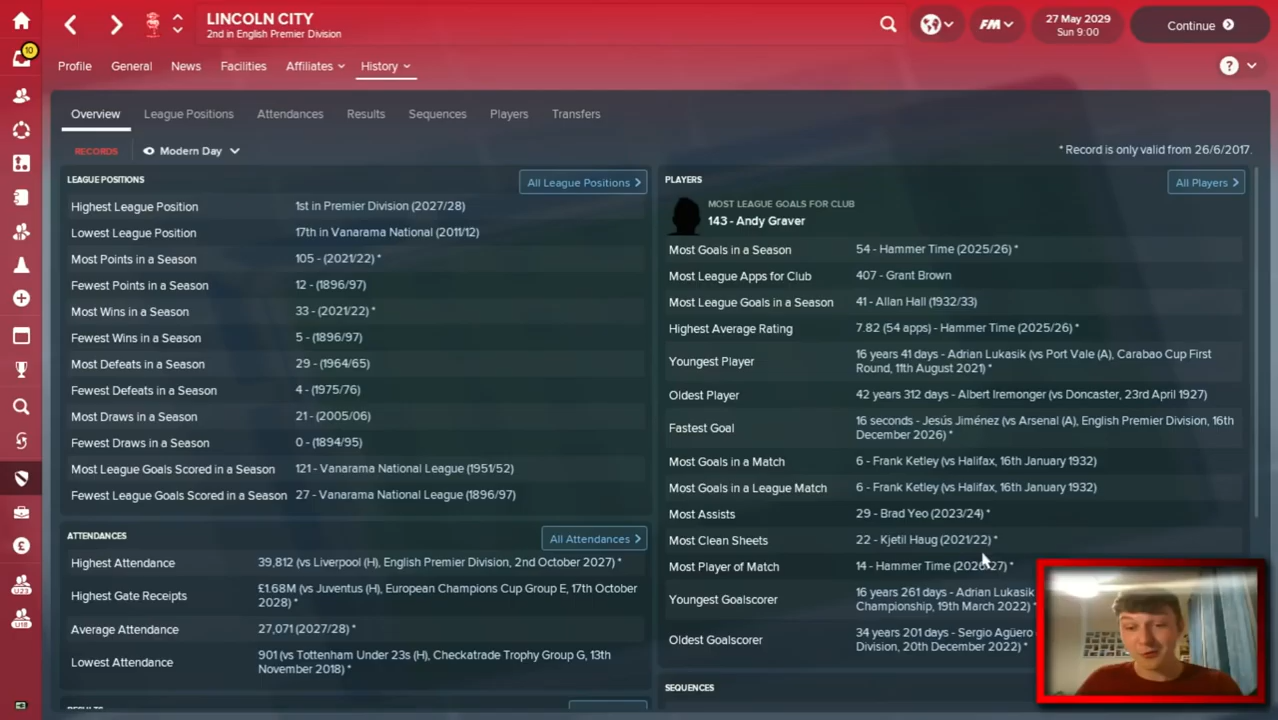 LINCOLN CITY
2nd in English Premier Division
FM
27 May 2029
Sun 9:00
Continue
10
Profile
General
News
Facilities
Affiliates
History
?
Overview
League Positions
Attendances
Results
Sequences
Players
Transfers
RECORDS
Modern Day
* Record is only valid from 26/6/2017.
LEAGUE POSITIONS
All League Positions
Highest League Position 1st in Premier Division (2027/28)
Lowest League Position 17th in Vanarama National (2011/12)
Most Points in a Season 105 - (2021/22) *
Fewest Points in a Season 12 - (1896/97)
Most Wins in a Season 33 - (2021/22) *
Fewest Wins in a Season 5 - (1896/97)
Most Defeats in a Season 29 - (1964/65)
Fewest Defeats in a Season 4 - (1975/76)
Most Draws in a Season 21 - (2005/06)
Fewest Draws in a Season 0 - (1894/95)
Most League Goals Scored in a Season 121 - Vanarama National League (1951/52)
Fewest League Goals Scored in a Season 27 - Vanarama National League (1896/97)
ATTENDANCES
All Attendances
Highest Attendance 39,812 (vs Liverpool (H), English Premier Division, 2nd October 2027) *
Highest Gate Receipts £1.68M (vs Juventus (H), European Champions Cup Group E, 17th October
2028) *
Average Attendance 27,071 (2027/28) *
Lowest Attendance 901 (vs Tottenham Under 23s (H), Checkatrade Trophy Group G, 13th
November 2018) *
RESULTS
PLAYERS
All Players
MOST LEAGUE GOALS FOR CLUB
143 - Andy Graver
Most Goals in a Season 54 - Hammer Time (2025/26) *
Most League Apps for Club 407 - Grant Brown
Most League Goals in a Season 41 - Allan Hall (1932/33)
Highest Average Rating 7.82 (54 apps) - Hammer Time (2025/26) *
Youngest Player 16 years 41 days - Adrian Lukasik (vs Port Vale (A), Carabao Cup First
Round, 11th August 2021) *
Oldest Player 42 years 312 days - Albert Iremonger (vs Doncaster, 23rd April 1927)
Fastest Goal 16 seconds - Jesús Jiménez (vs Arsenal (A), English Premier Division, 16th
December 2026) *
Most Goals in a Match 6 - Frank Ketley (vs Halifax, 16th January 1932)
Most Goals in a League Match 6 - Frank Ketley (vs Halifax, 16th January 1932)
Most Assists 29 - Brad Yeo (2023/24) *
Most Clean Sheets 22 - Kjetil Haug (2021/22) *
Most Player of Match 14 - Hammer Time (2026/27) *
Youngest Goalscorer 16 years 261 days - Adrian Lukasik
Championship, 19th March 2022) *
Oldest Goalscorer 34 years 201 days - Sergio Agüero
Division, 20th December 2022) *
SEQUENCES
U23
U18